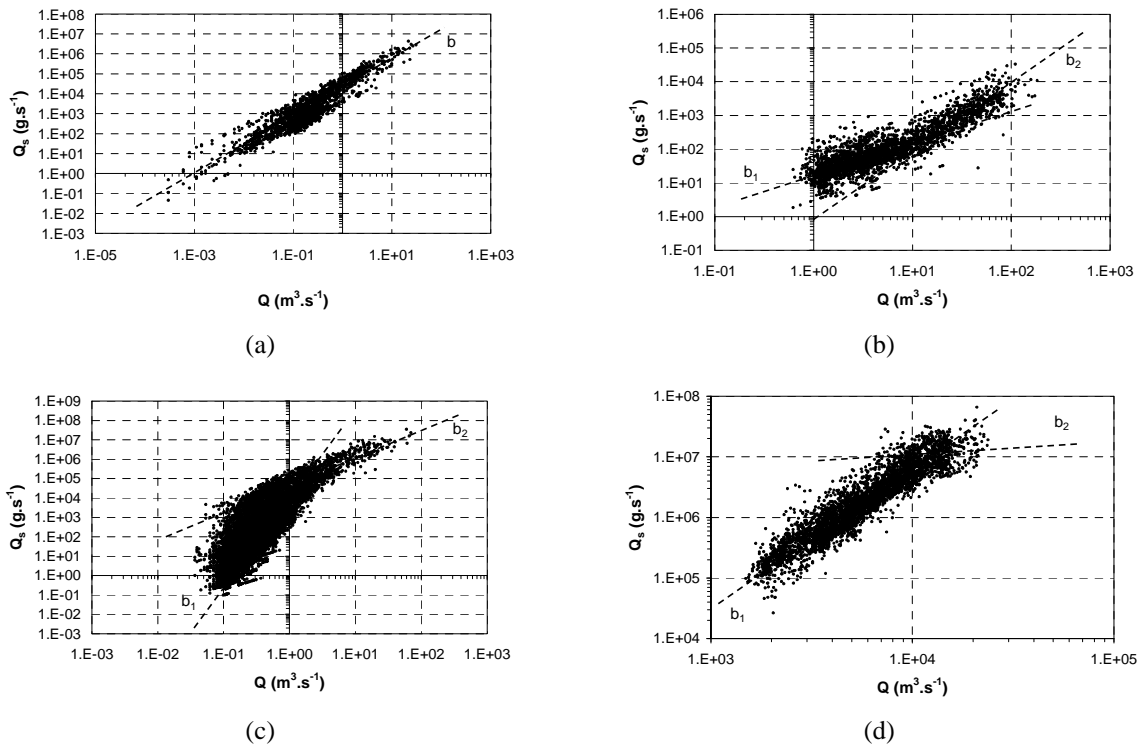 1.E+08
1.E+07
1.E+06
1.E+05
1.E+04
1.E+03
1.E+02
1.E+01
1.E+00
1.E-01
1.E-02
1.E-03
Qs (g.s-1)
b
1.E-05 1.E-03 1.E-01 1.E+01 1.E+03
Q (m3.s-1)
(a)
1.E+06
1.E+05
1.E+04
1.E+03
1.E+02
1.E+01
1.E+00
1.E-01
Qs (g.s-1)
b2
b1
1.E-01 1.E+00 1.E+01 1.E+02 1.E+03
Q (m3.s-1)
(b)
1.E+09
1.E+08
1.E+07
1.E+06
1.E+05
1.E+04
1.E+03
1.E+02
1.E+01
1.E+00
1.E-01
1.E-02
1.E-03
Qs (g.s-1)
b2
b1
1.E-03 1.E-02 1.E-01 1.E+00 1.E+01 1.E+02 1.E+03
Q (m3.s-1)
(c)
1.E+08
1.E+07
1.E+06
1.E+05
1.E+04
Qs (g.s-1)
b2
b1
1.E+03 1.E+04 1.E+05
Q (m3.s-1)
(d)